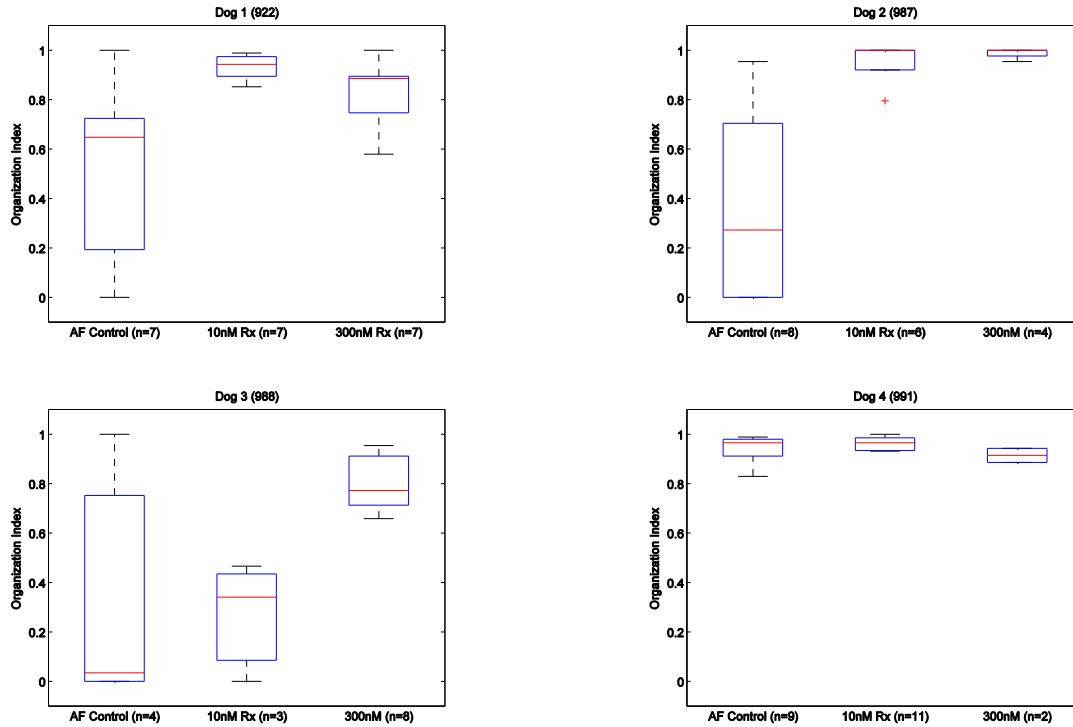 Dog 1 (922)
Organization Index
1
0.8
0.6
0.4
0.2
0
AF Control (n=7) 10nM Rx (n=7) 300nM Rx (n=7)
Dog 2 (987)
Organization Index
1
0.8
0.6
0.4
0.2
0
AF Control (n=8) 10nM Rx (n=6) 300nM (n=4)
Dog 3 (988)
Organization Index
1
0.8
0.6
0.4
0.2
0
AF Control (n=4) 10nM Rx (n=3) 300nM (n=8)
Dog 4 (991)
Organization Index
1
0.8
0.6
0.4
0.2
0
AF Control (n=9) 10nM Rx (n=11) 300nM (n=2)